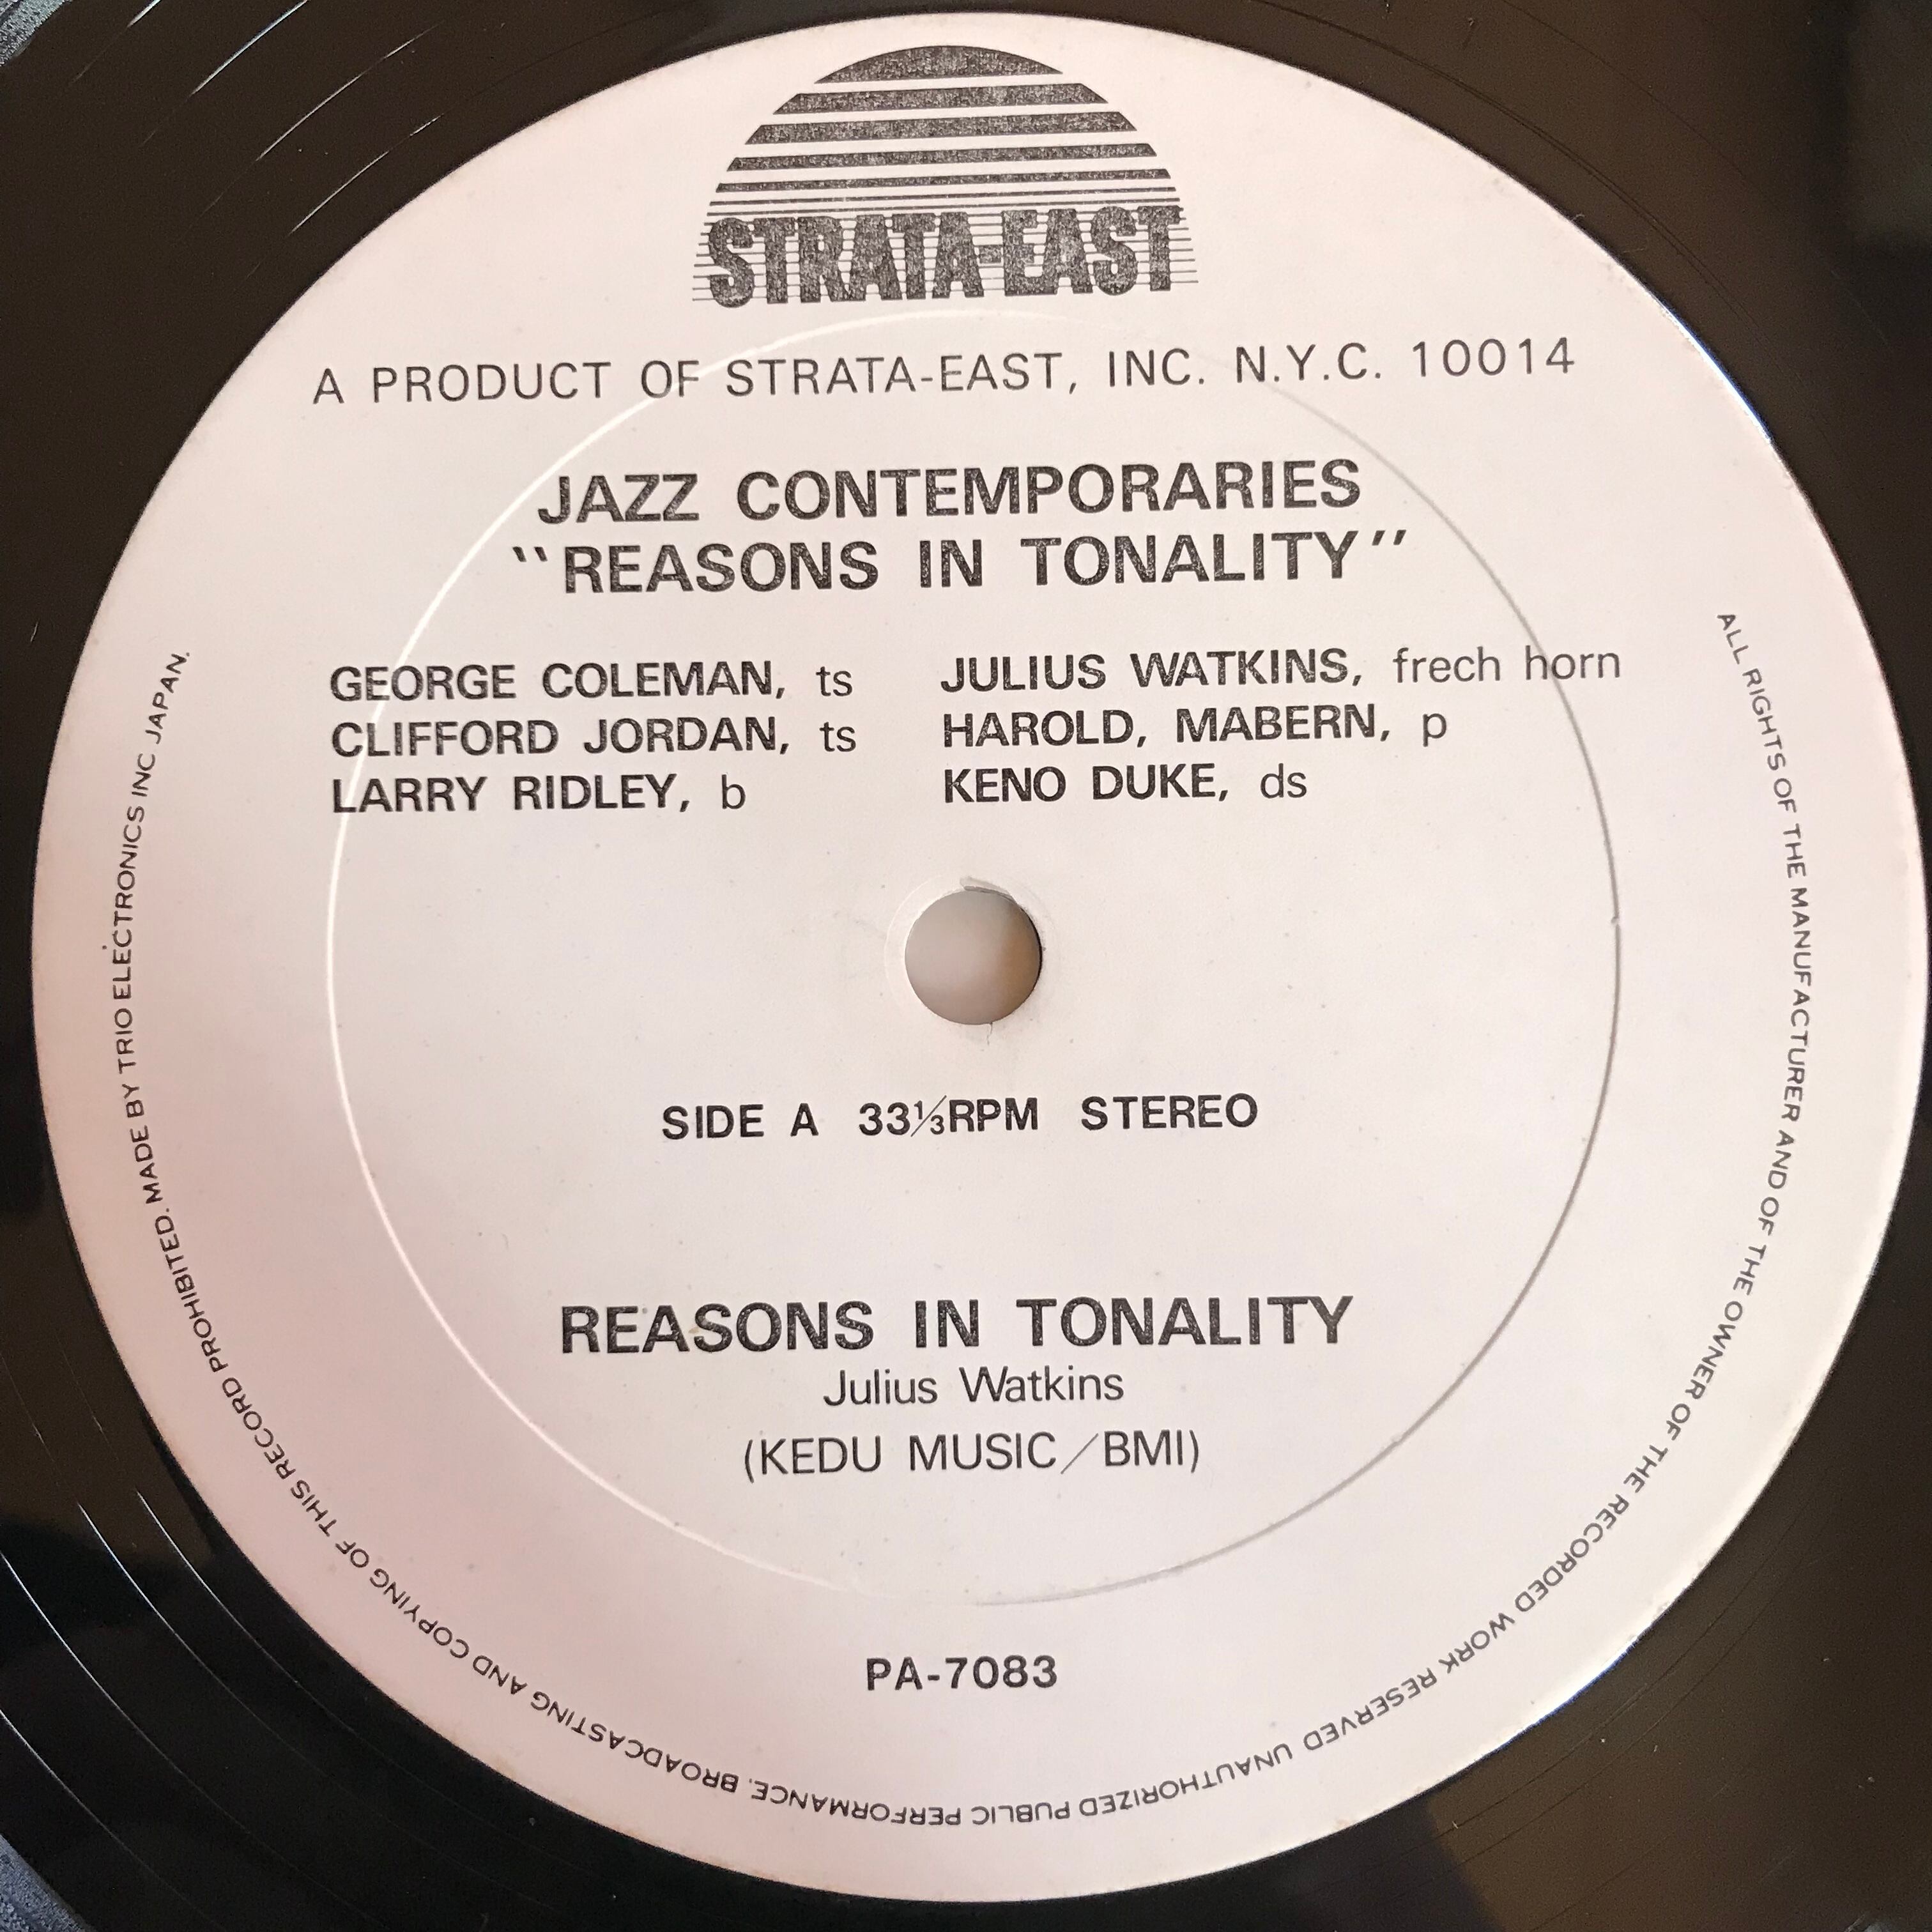 STRATA-EAST
A PRODUCT OF STRATA-EAST, INC. N.Y.C. 10014
JAZZ CONTEMPORARIES
"REASONS IN TONALITY"
GEORGE COLEMAN, ts
CLIFFORD JORDAN, ts
LARRY RIDLEY, b
JULIUS WATKINS, frech horn
HAROLD, MABERN, p
KENO DUKE, ds
SIDE A 33⅓RPM STEREO
REASONS IN TONALITY
Julius Watkins
(KEDU MUSIC/BMI)
PA-7083
ALL RIGHTS OF THE MANUFACTURER AND OF THE OWNER OF THE RECORDED WORK RESERVED UNAUTHORIZED PUBLIC PERFORMANCE, BROADCASTING AND COPYING OF THIS RECORD PROHIBITED. MADE BY TRIO ELECTRONICS INC JAPAN.